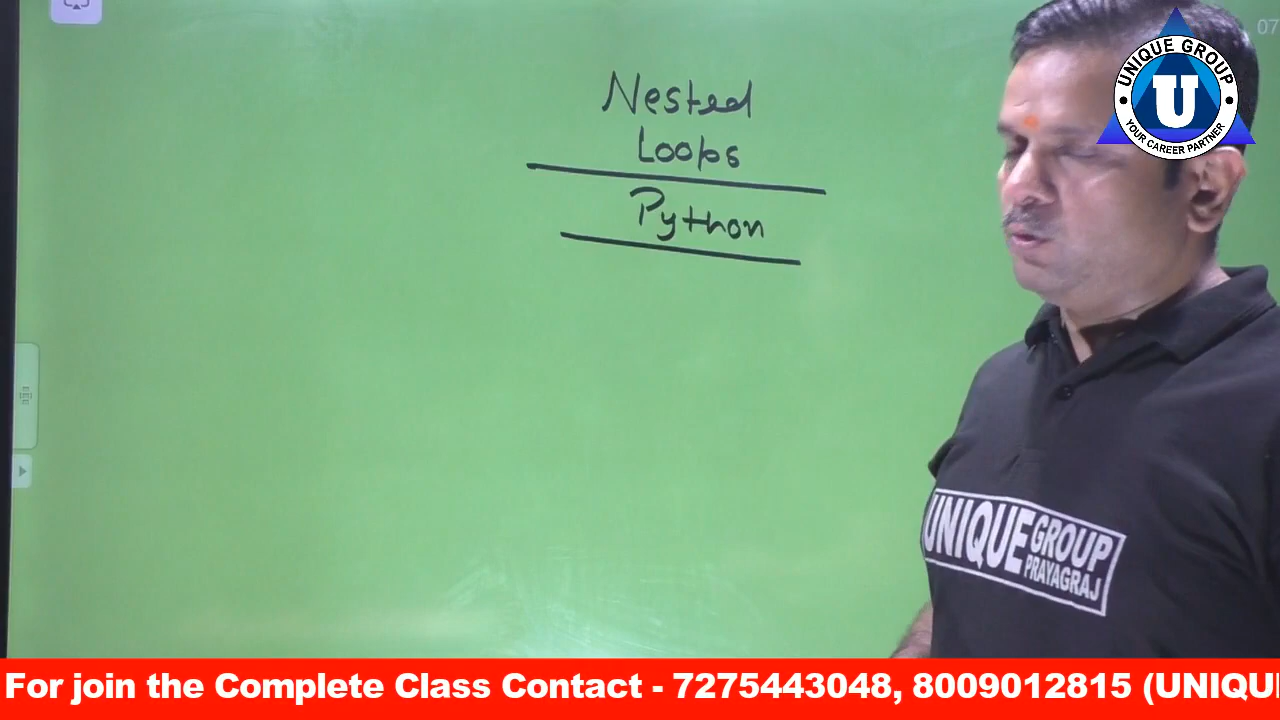 07
Nested
Loops
Python
UNIQUE GROUP
U
YOUR CAREER PARTNER
UNIQUE GROUP
PRAYAGRAJ
For join the Complete Class Contact - 7275443048, 8009012815 (UNIQU